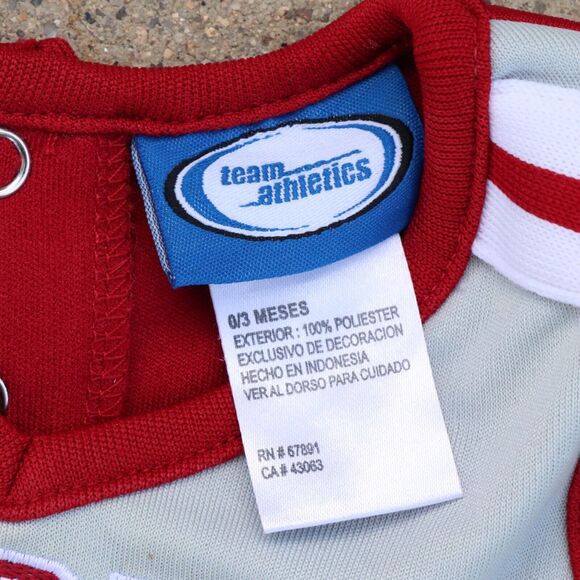 team
athletics
0/3 MESES
EXTERIOR : 100% POLIESTER
EXCLUSIVO DE DECORACION
HECHO EN INDONESIA
VER AL DORSO PARA CUIDADO
RN # 67891
CA # 43063